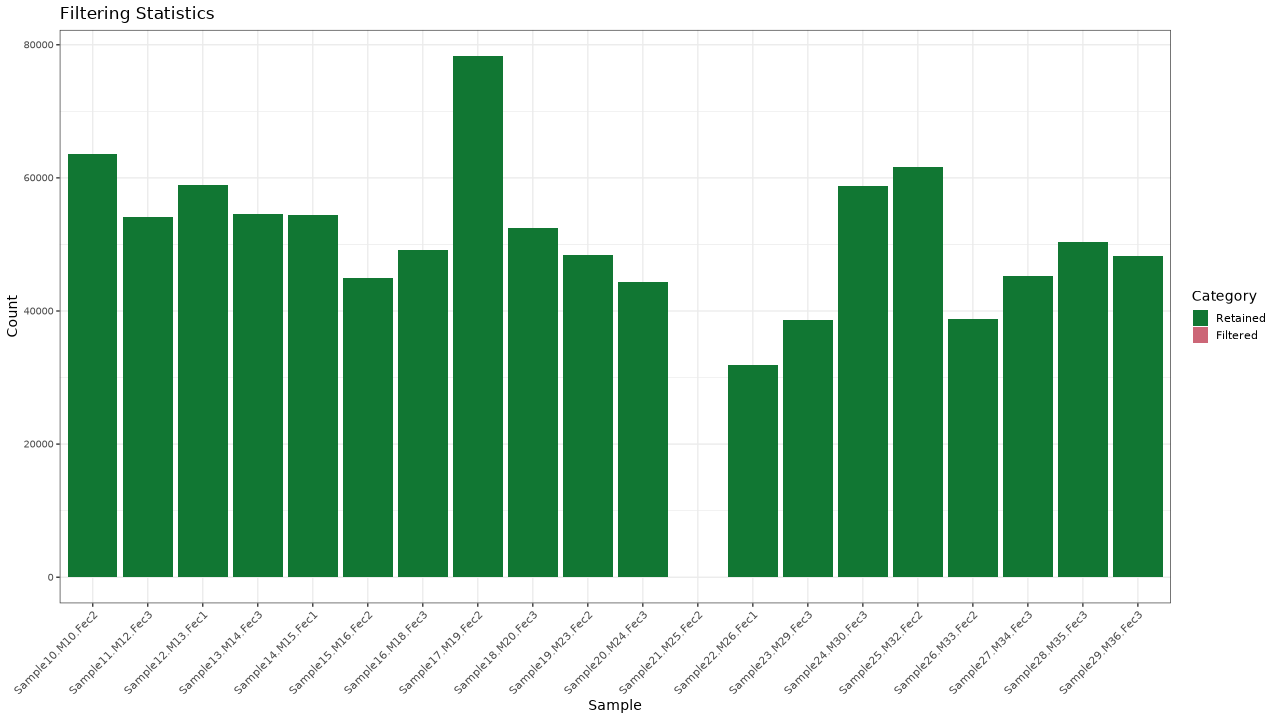 Filtering Statistics
Count
80000
60000
40000
20000
0
Sample10.M10.Fec2
Sample11.M12.Fec3
Sample12.M13.Fec1
Sample13.M14.Fec3
Sample14.M15.Fec1
Sample15.M16.Fec2
Sample16.M18.Fec3
Sample17.M19.Fec2
Sample18.M20.Fec3
Sample19.M23.Fec2
Sample20.M24.Fec3
Sample21.M25.Fec2
Sample22.M26.Fec1
Sample23.M29.Fec3
Sample24.M30.Fec3
Sample25.M32.Fec2
Sample26.M33.Fec2
Sample27.M34.Fec3
Sample28.M35.Fec3
Sample29.M36.Fec3
Sample
Category
Retained
Filtered